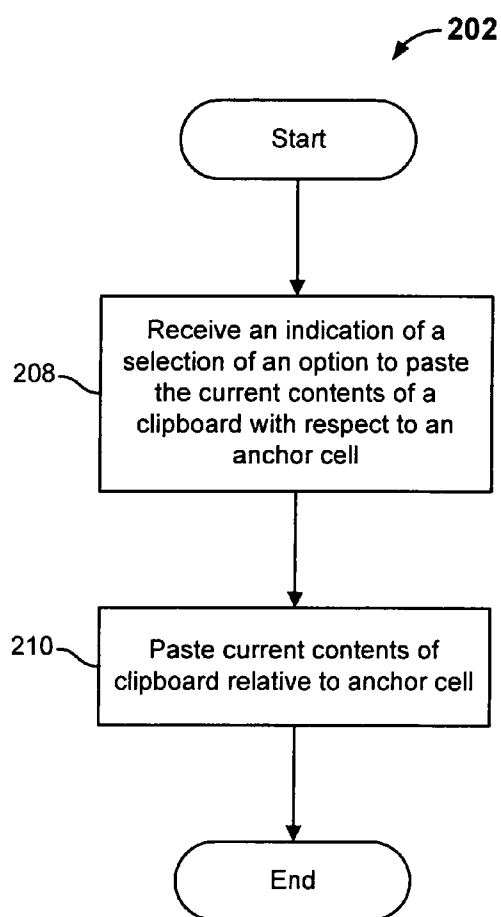 202
Start
208
Receive an indication of a
selection of an option to paste
the current contents of a
clipboard with respect to an
anchor cell
210
Paste current contents of
clipboard relative to anchor cell
End